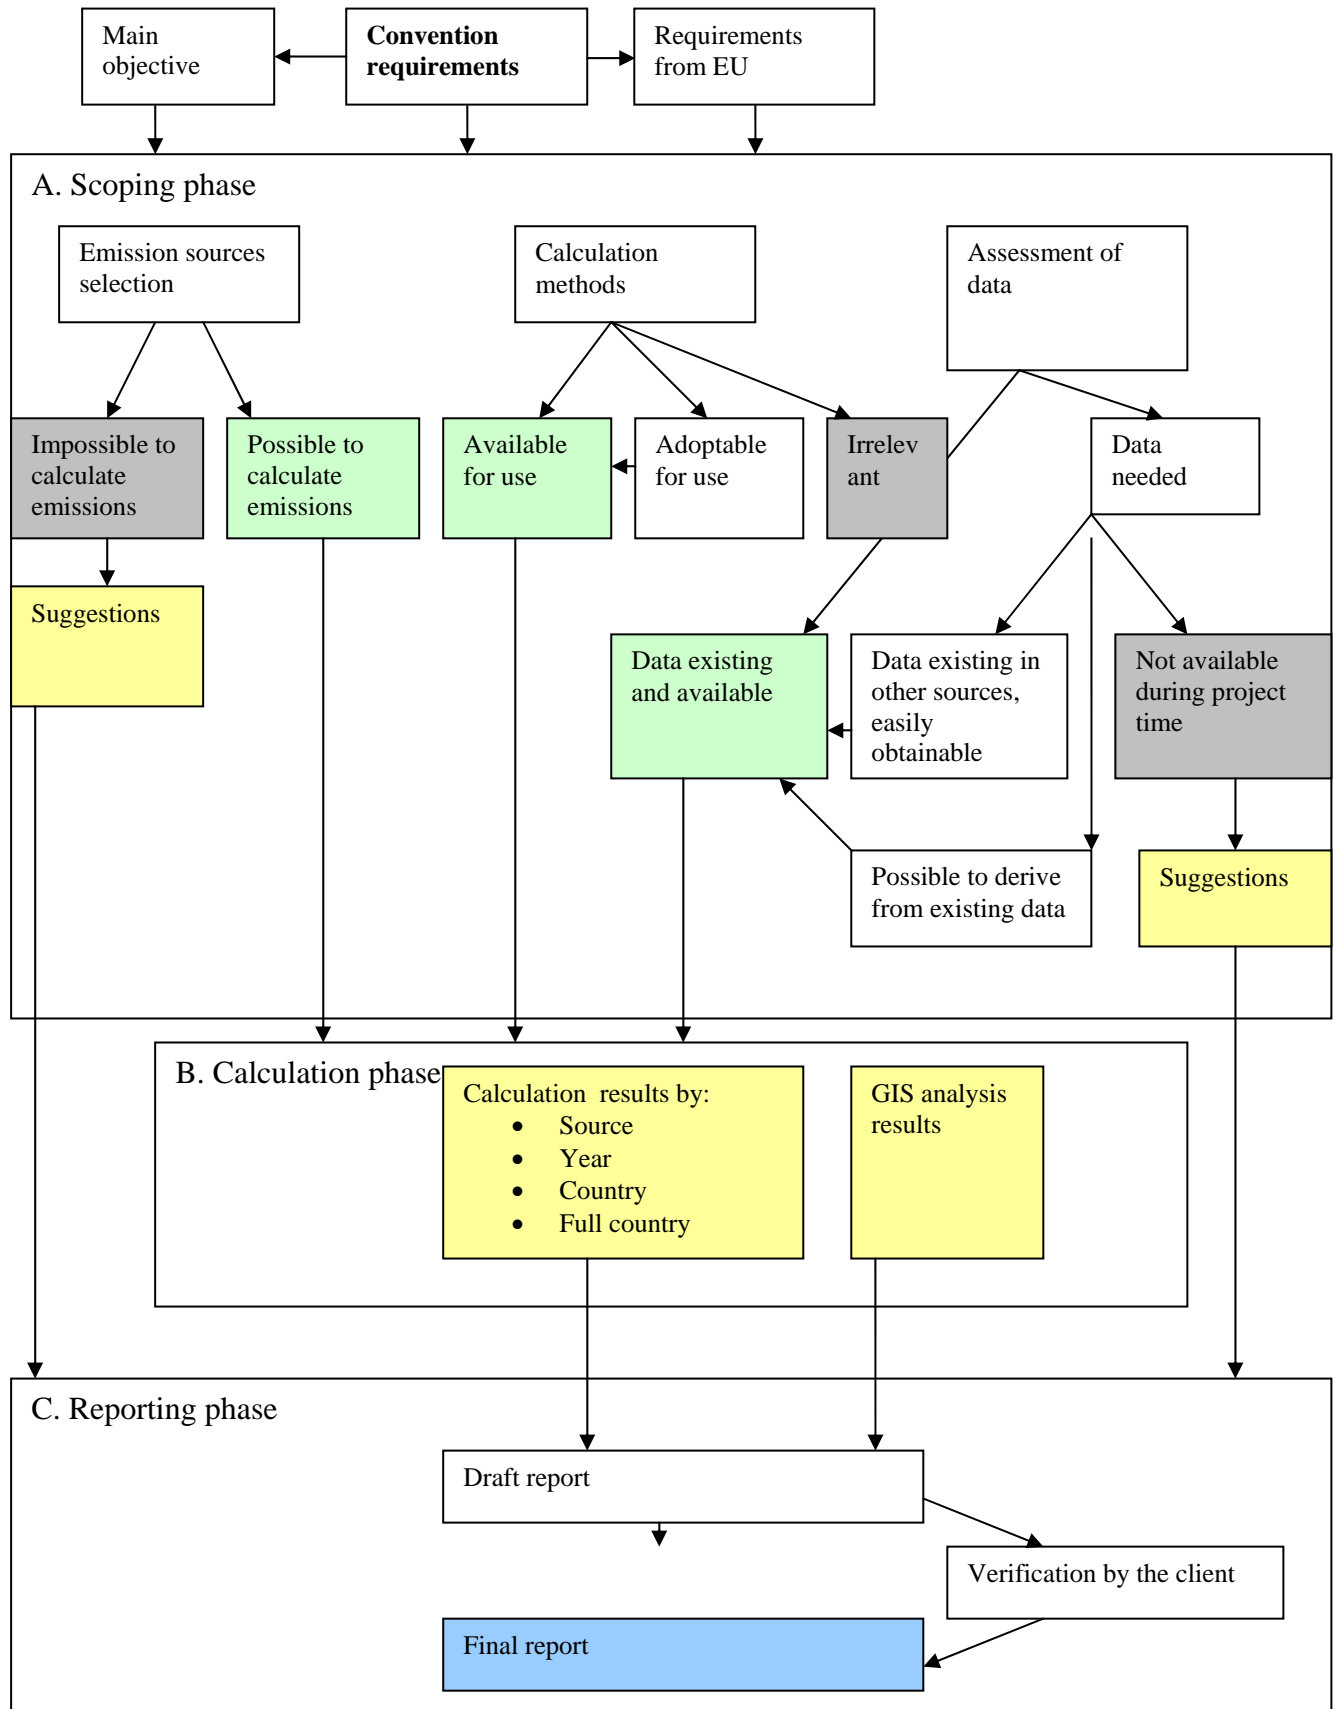 Main
objective
Convention
requirements
Requirements
from EU
A. Scoping phase
Emission sources
selection
Calculation
methods
Assessment of
data
Impossible to
calculate
emissions
Possible to
calculate
emissions
Available
for use
Adoptable
for use
Irrelev
ant
Data
needed
Suggestions
Data existing
and available
Data existing in
other sources,
easily
obtainable
Not available
during project
time
Possible to derive
from existing data
Suggestions
B. Calculation phase
Calculation results by:
• Source
• Year
• Country
• Full country
GIS analysis
results
C. Reporting phase
Draft report
Verification by the client
Final report